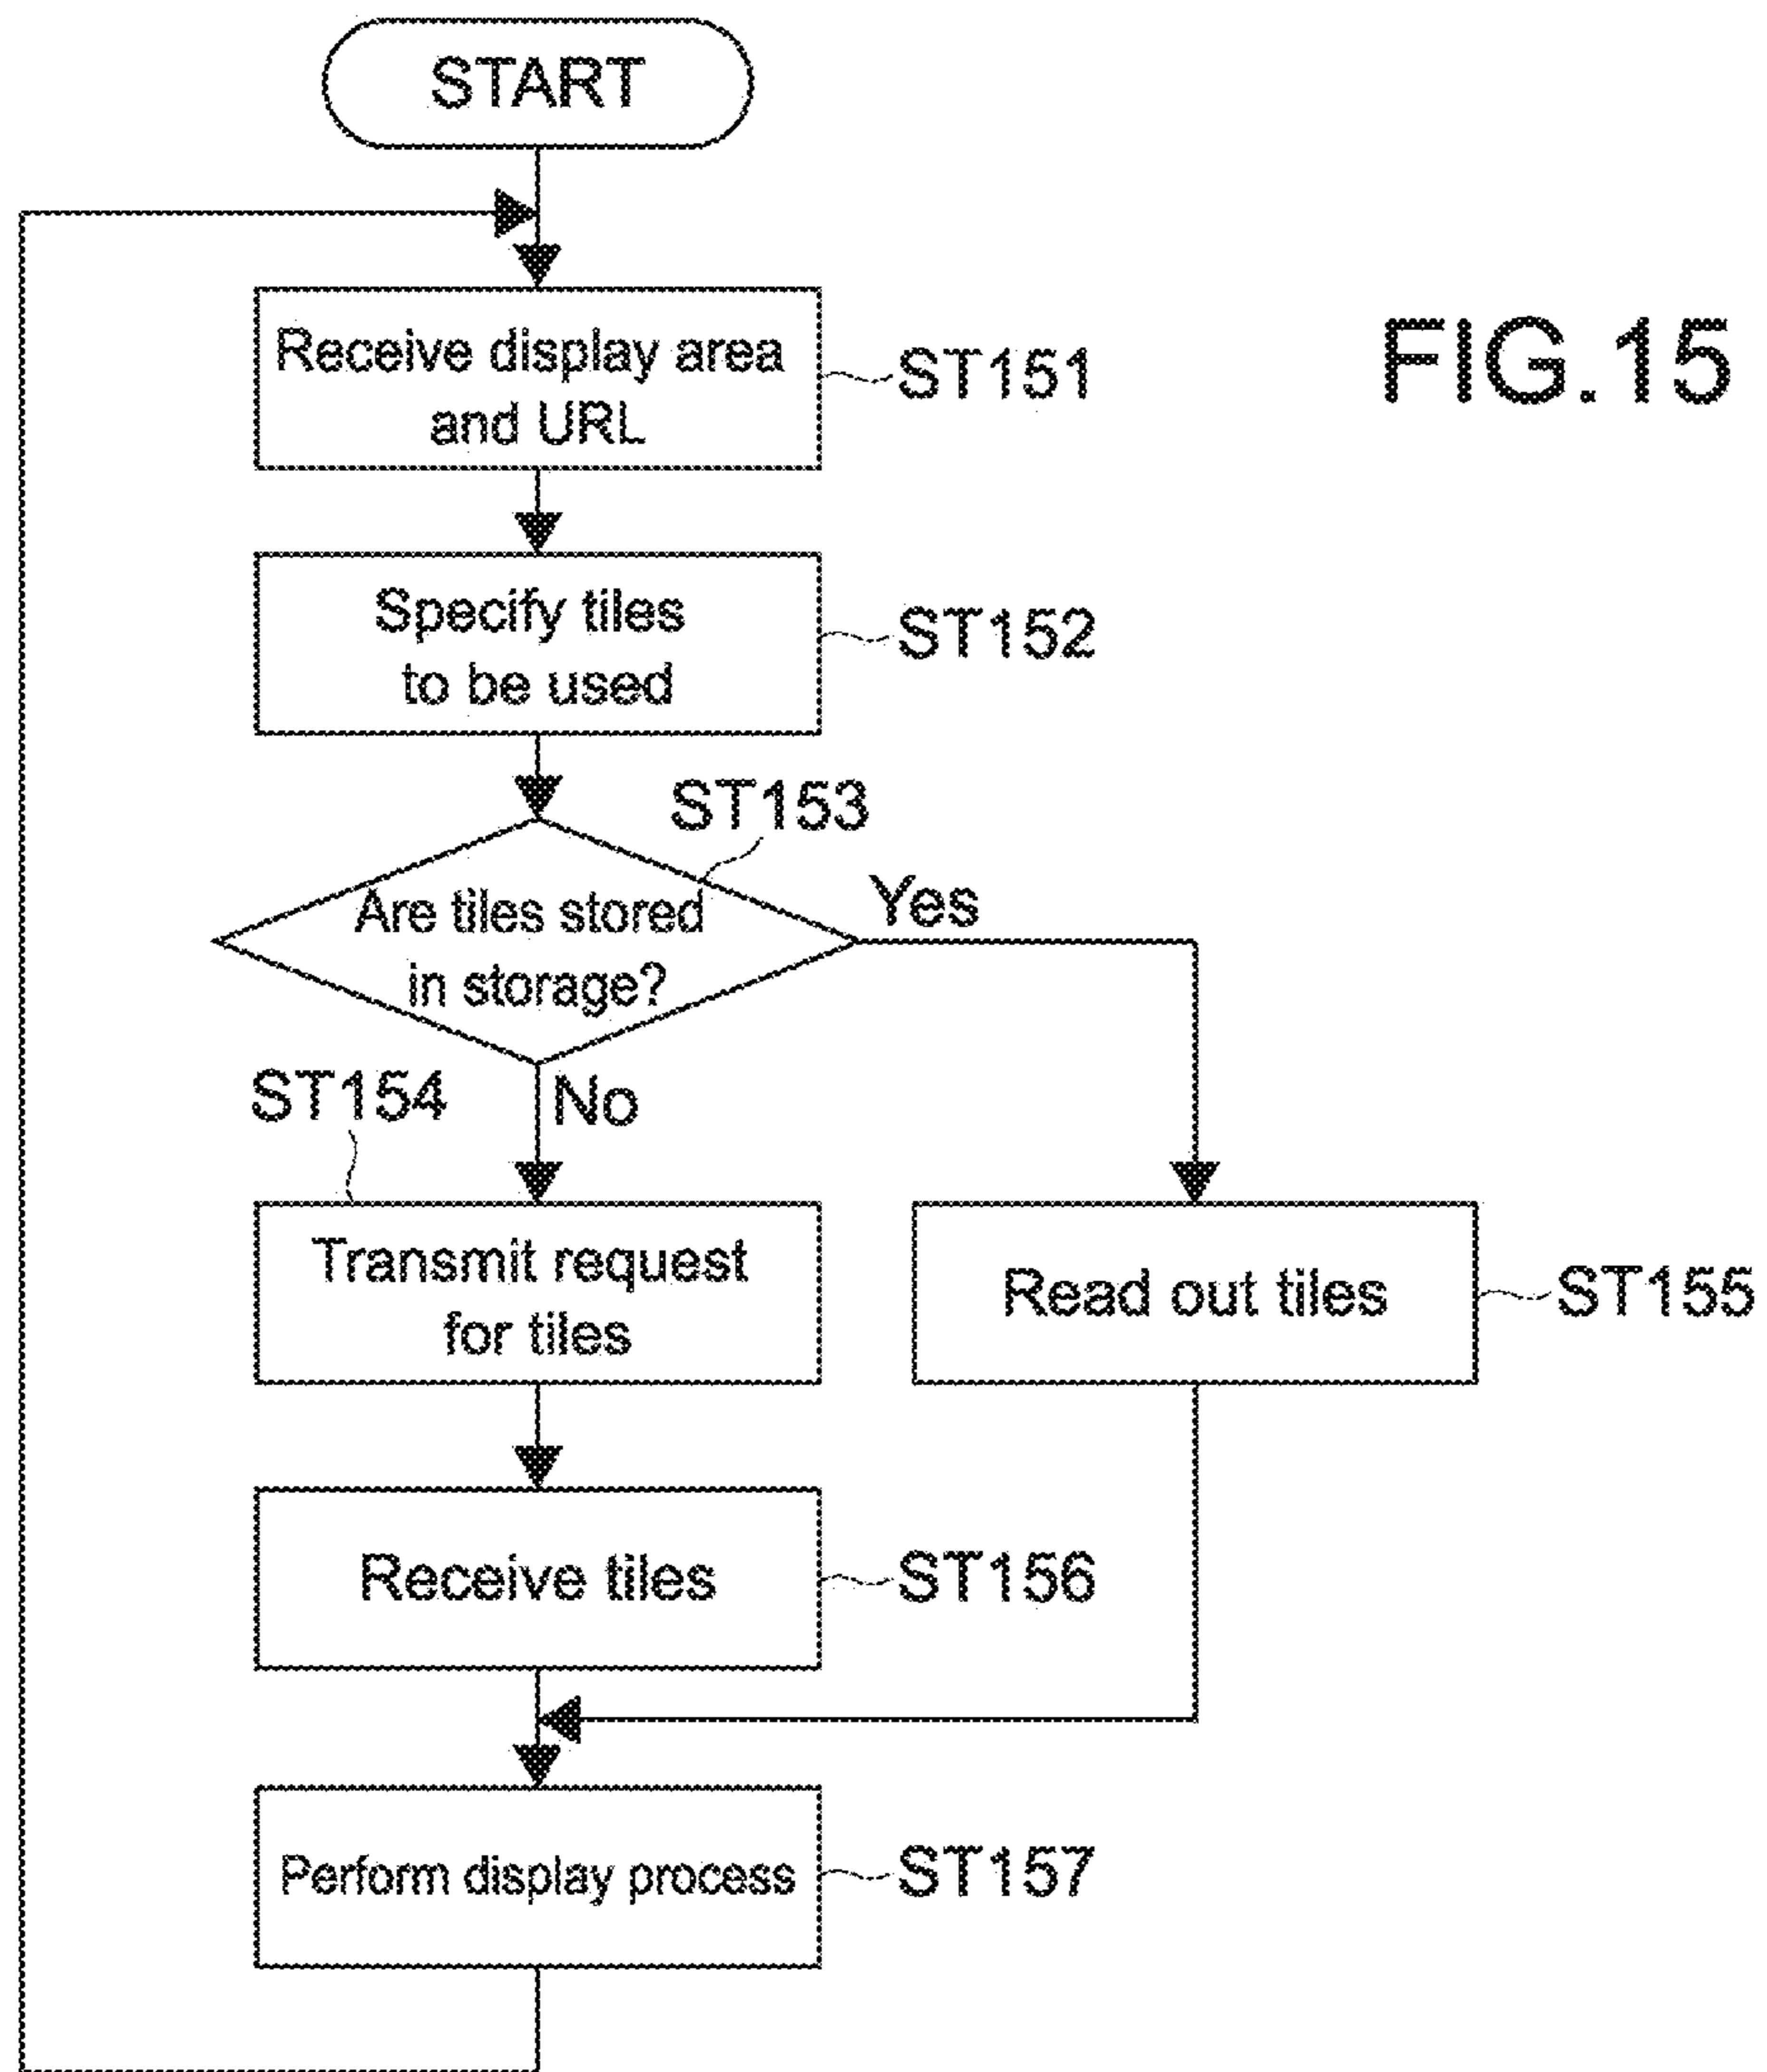 START
FIG.15
Receive display area
and URL
ST151
Specify tiles
to be used
ST152
ST153
Are tiles stored
in storage?
Yes
No
ST154
Transmit request
for tiles
Read out tiles
ST155
Receive tiles
ST156
Perform display process
ST157